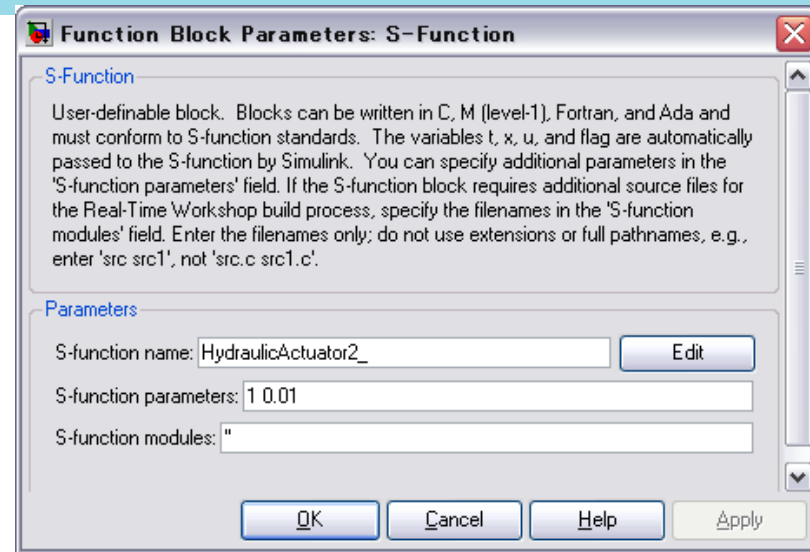 Function Block Parameters: S-Function
S-Function
User-definable block.  Blocks can be written in C, M (level-1), Fortran, and Ada and
must conform to S-function standards.  The variables t, x, u, and flag are automatically
passed to the S-function by Simulink.  You can specify additional parameters in the
'S-function parameters' field. If the S-function block requires additional source files for
the Real-Time Workshop build process, specify the filenames in the 'S-function
modules' field. Enter the filenames only; do not use extensions or full pathnames, e.g.,
enter 'src src1', not 'src.c src1.c'.
Parameters
S-function name: HydraulicActuator2_ Edit
S-function parameters: 1 0.01
S-function modules: ''
OK Cancel Help Apply